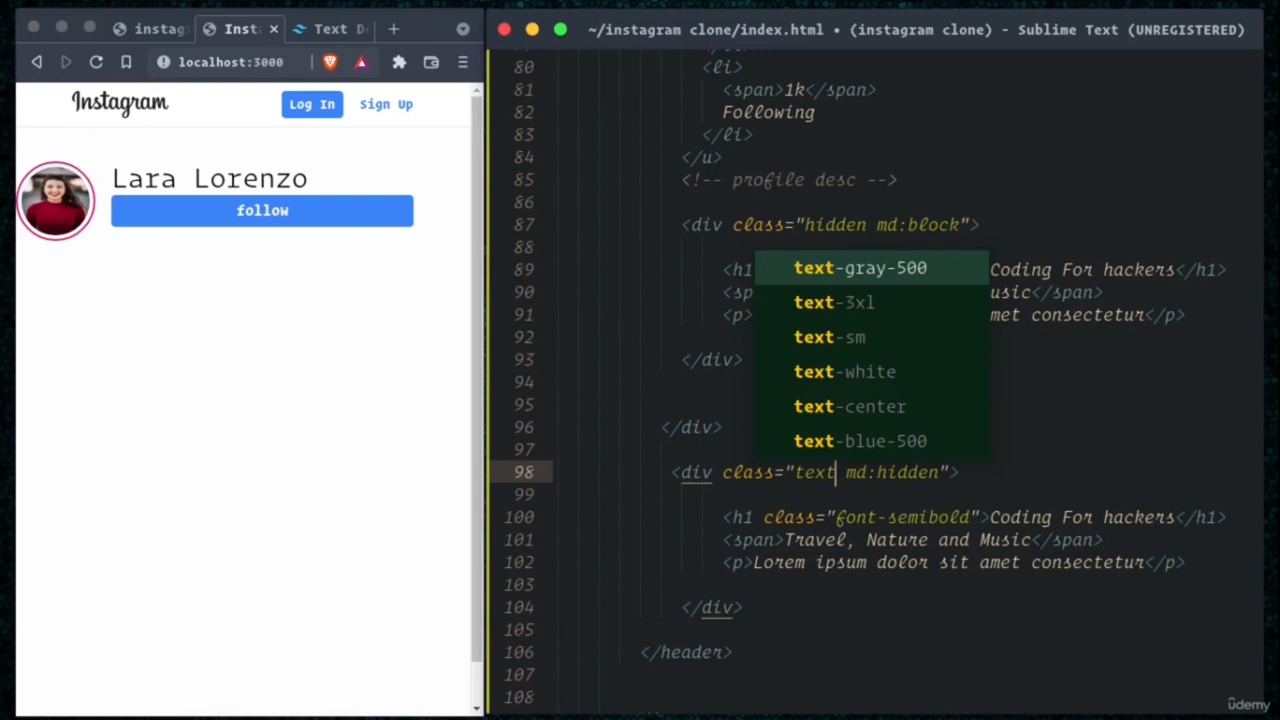 instag
Inst
Text D
~/instagram clone/index.html • (instagram clone) - Sublime Text (UNREGISTERED)
localhost:3000
Instagram
Log In
Sign Up
Lara Lorenzo
follow
80 <li>
81 <span>1k</span>
82 Following
83 </li>
84 </u>
85 <!-- profile desc -->
86
87 <div class="hidden md:block">
88
89 <h1 Coding For hackers</h1>
90 <sp usic</span>
91 <p> met consectetur</p>
92
93 </div>
94
95
96 </div>
97
98 <div class="text md:hidden">
99
100 <h1 class="font-semibold">Coding For hackers</h1>
101 <span>Travel, Nature and Music</span>
102 <p>Lorem ipsum dolor sit amet consectetur</p>
103
104 </div>
105
106 </header>
107
108
text-gray-500
text-3xl
text-sm
text-white
text-center
text-blue-500
ûdemy